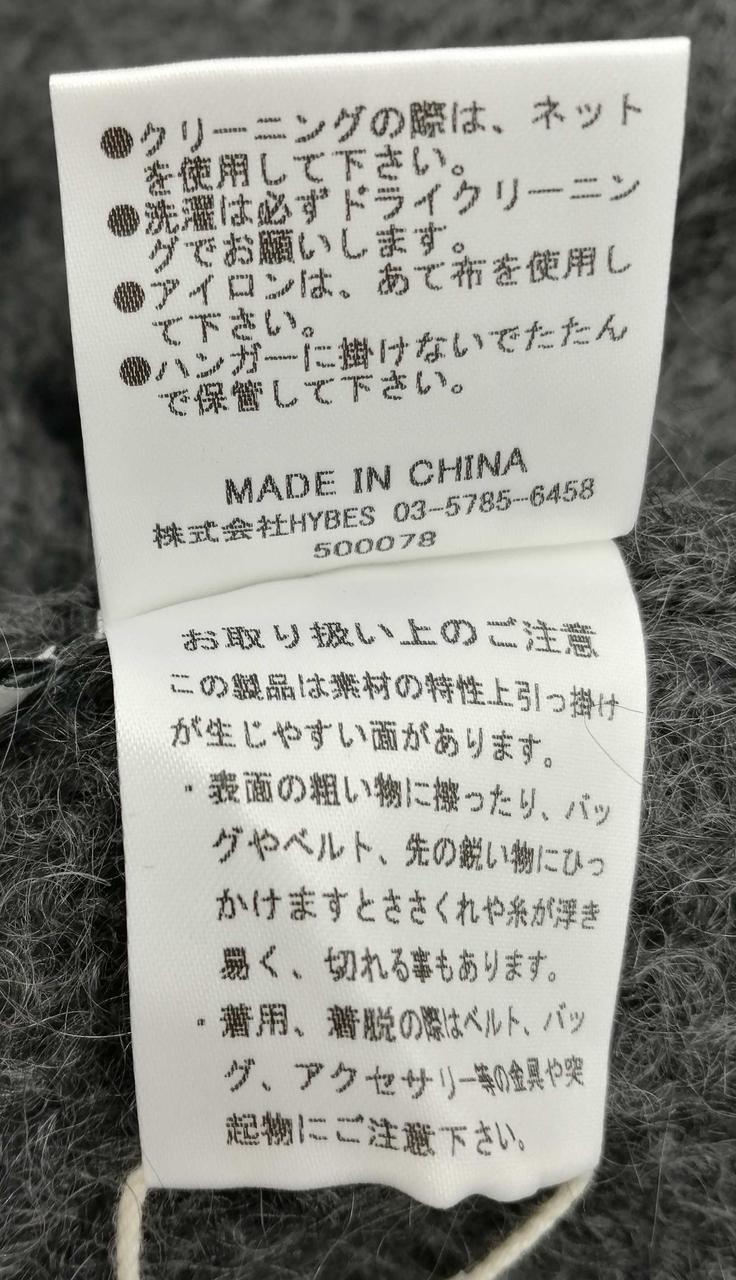 ●クリーニングの際は、ネット
を使用して下さい。
●洗濯は必ずドライクリーニン
グでお願いします。
●アイロンは、あて布を使用し
て下さい。
●ハンガーに掛けないでたたん
で保管して下さい。
MADE IN CHINA
株式会社HYBES 03-5785-6458
500078
お取り扱い上のご注意
この製品は素材の特性上引っ掛け
が生じやすい面があります。
・表面の粗い物に擦ったり、バッ
グやベルト、先の鋭い物にひっ
かけますとささくれや糸が浮き
易く、切れる事もあります。
・着用、着脱の際はベルト、バッ
グ、アクセサリー等の金具や突
起物にご注意下さい。